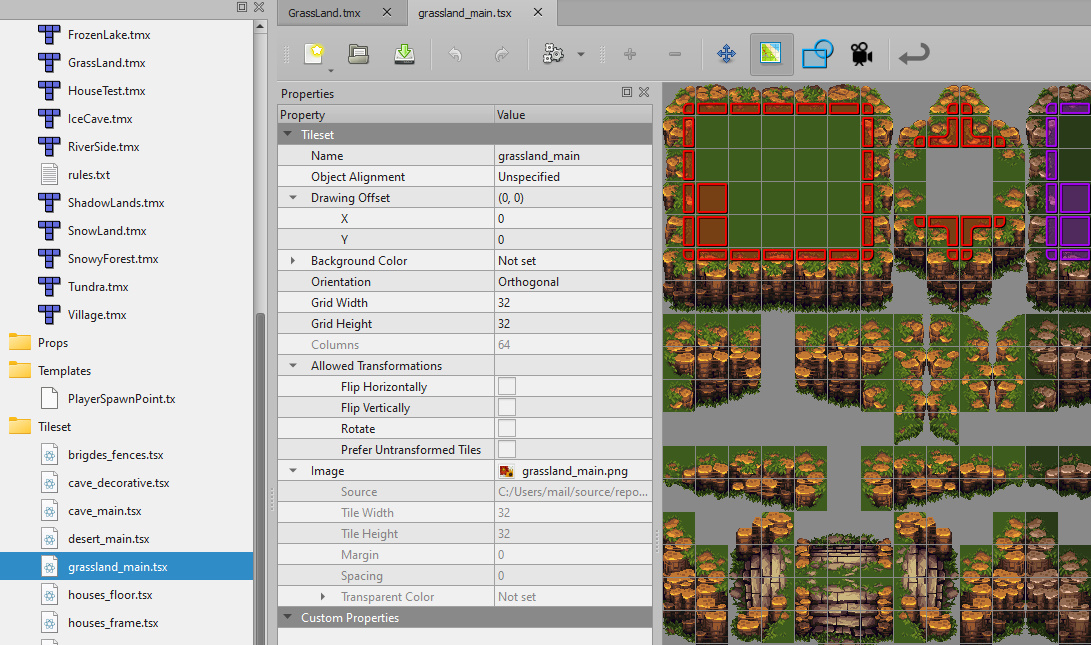 GrassLand.tmx
grassland_main.tsx
FrozenLake.tmx
GrassLand.tmx
HouseTest.tmx
IceCave.tmx
RiverSide.tmx
rules.txt
ShadowLands.tmx
SnowLand.tmx
SnowyForest.tmx
Tundra.tmx
Village.tmx
Props
Templates
PlayerSpawnPoint.tx
Tileset
brigdes_fences.tsx
cave_decorative.tsx
cave_main.tsx
desert_main.tsx
grassland_main.tsx
houses_floor.tsx
houses_frame.tsx
Properties
Property Value
Tileset
Name grassland_main
Object Alignment Unspecified
Drawing Offset (0, 0)
X 0
Y 0
Background Color Not set
Orientation Orthogonal
Grid Width 32
Grid Height 32
Columns 64
Allowed Transformations
Flip Horizontally
Flip Vertically
Rotate
Prefer Untransformed Tiles
Image grassland_main.png
Source C:/Users/mail/source/repo...
Tile Width 32
Tile Height 32
Margin 0
Spacing 0
Transparent Color Not set
Custom Properties